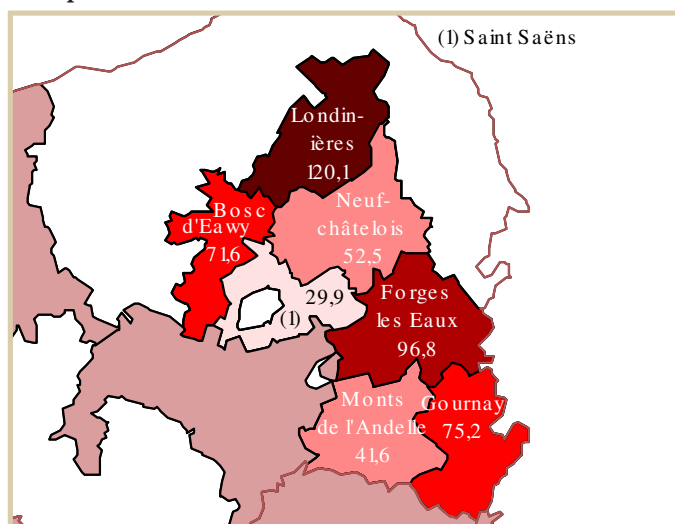 (1) Saint Saëns
Londin-
ières
120,1
Neuf-
châtelois
52,5
Bosc
d'Eawy
71,6
29,9
(1)
Forges
les Eaux
96,8
Monts
de l'Andelle
41,6
Gournay
75,2